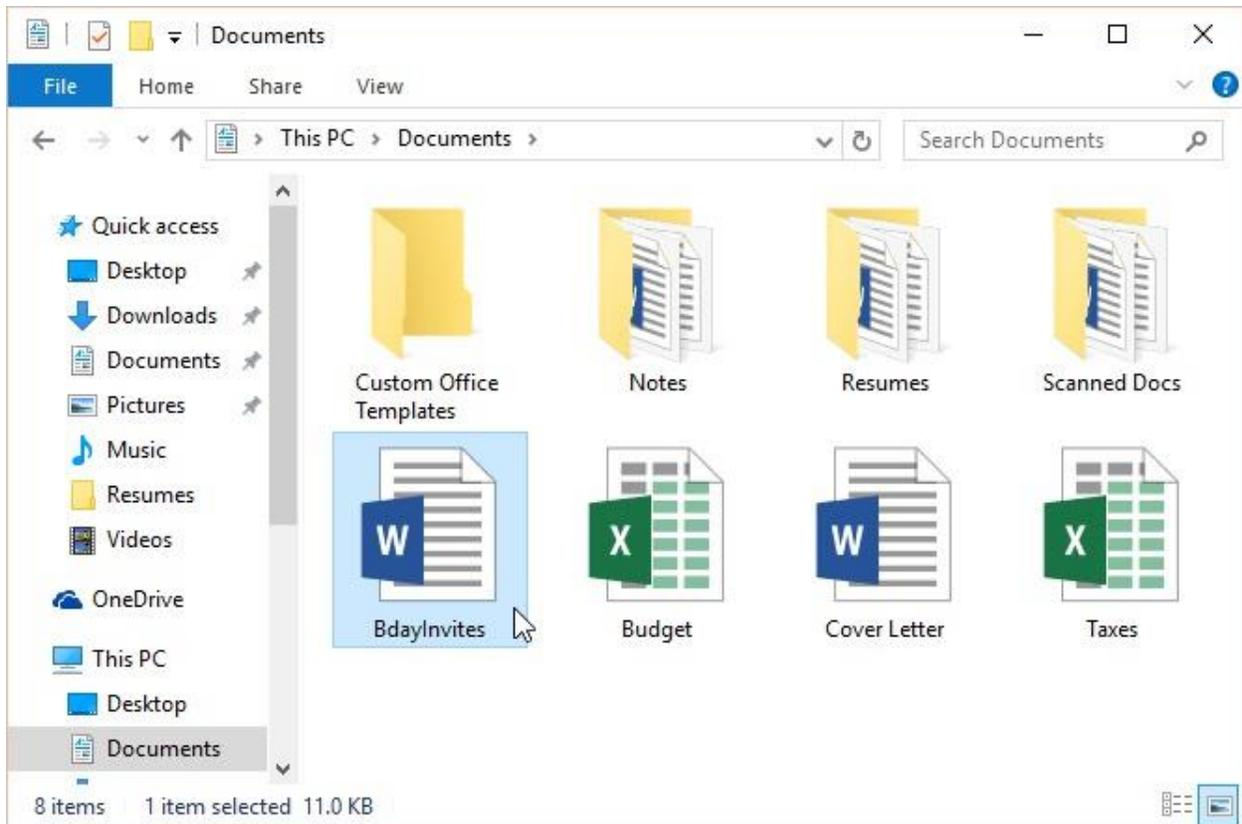 Documents
File Home Share View
This PC > Documents >
Search Documents
Quick access
Desktop
Downloads
Documents
Pictures
Music
Resumes
Videos
OneDrive
This PC
Desktop
Documents
Custom Office
Templates
Notes
Resumes
Scanned Docs
W
BdayInvites
X
Budget
W
Cover Letter
X
Taxes
8 items 1 item selected 11.0 KB